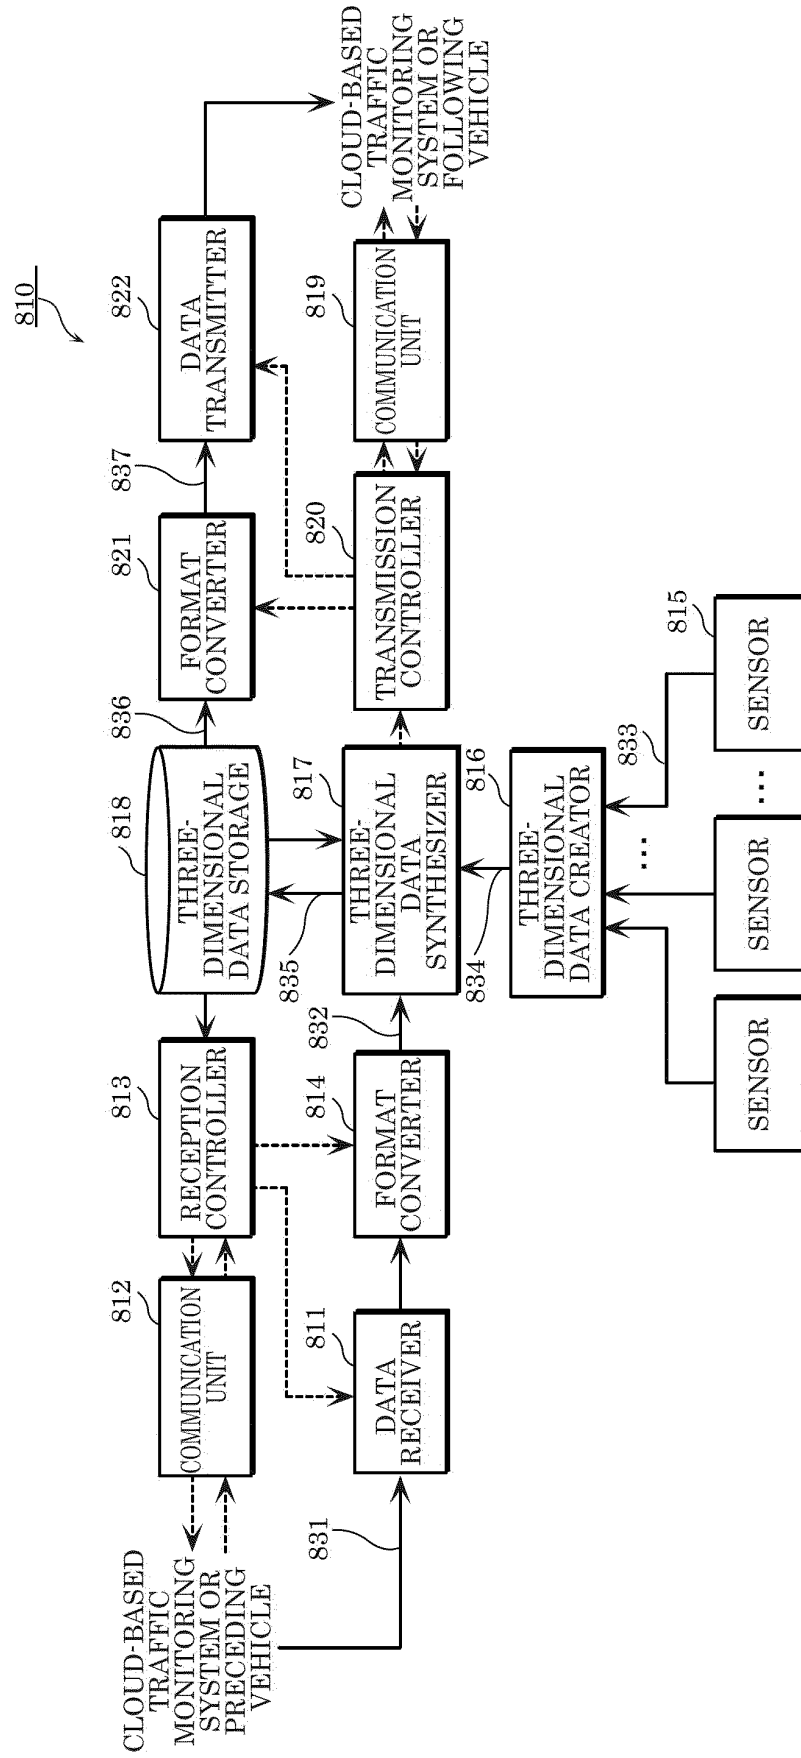 810
CLOUD-BASED
TRAFFIC
MONITORING
SYSTEM OR
PRECEDING
VEHICLE
812
COMMUNICATION
UNIT
813
RECEPTION
CONTROLLER
818
THREE-
DIMENSIONAL
DATA STORAGE
836
821
FORMAT
CONVERTER
837
822
DATA
TRANSMITTER
CLOUD-BASED
TRAFFIC
MONITORING
SYSTEM OR
FOLLOWING
VEHICLE
831
811
DATA
RECEIVER
814
FORMAT
CONVERTER
832
835
817
THREE-
DIMENSIONAL
DATA
SYNTHESIZER
820
TRANSMISSION
CONTROLLER
819
COMMUNICATION
UNIT
834
816
THREE-
DIMENSIONAL
DATA CREATOR
833
...
815
SENSOR
SENSOR
...
SENSOR